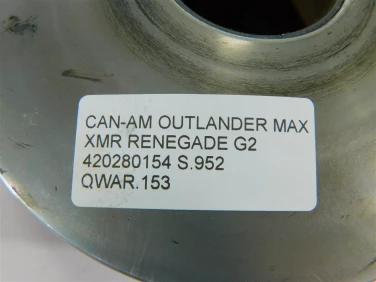 CAN-AM OUTLANDER MAX
XMR RENEGADE G2
420280154 S.952
QWAR.153